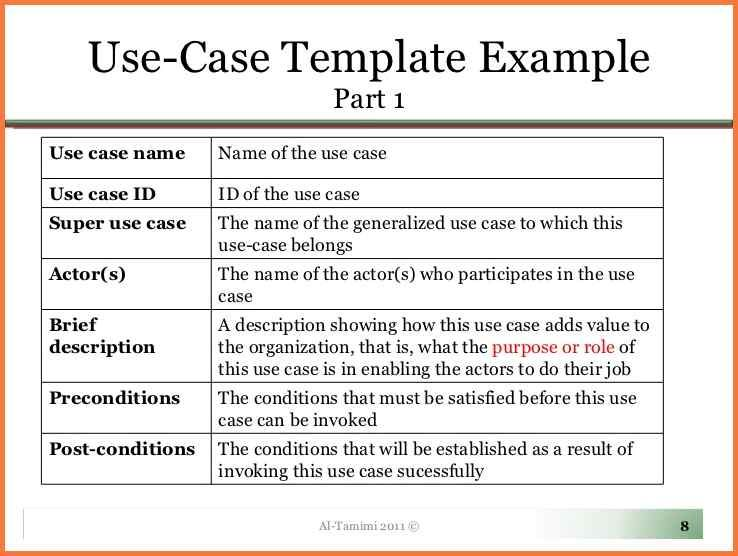 Use-Case Template Example
Part 1
Use case name
Name of the use case
Use case ID
ID of the use case
Super use case
The name of the generalized use case to which this
use-case belongs
Actor(s)
The name of the actor(s) who participates in the use
case
Brief
description
A description showing how this use case adds value to
the organization, that is, what the purpose or role of
this use case is in enabling the actors to do their job
Preconditions
The conditions that must be satisfied before this use
case can be invoked
Post-conditions
The conditions that will be established as a result of
invoking this use case sucessfully
Al-Tamimi 2011 ©
8